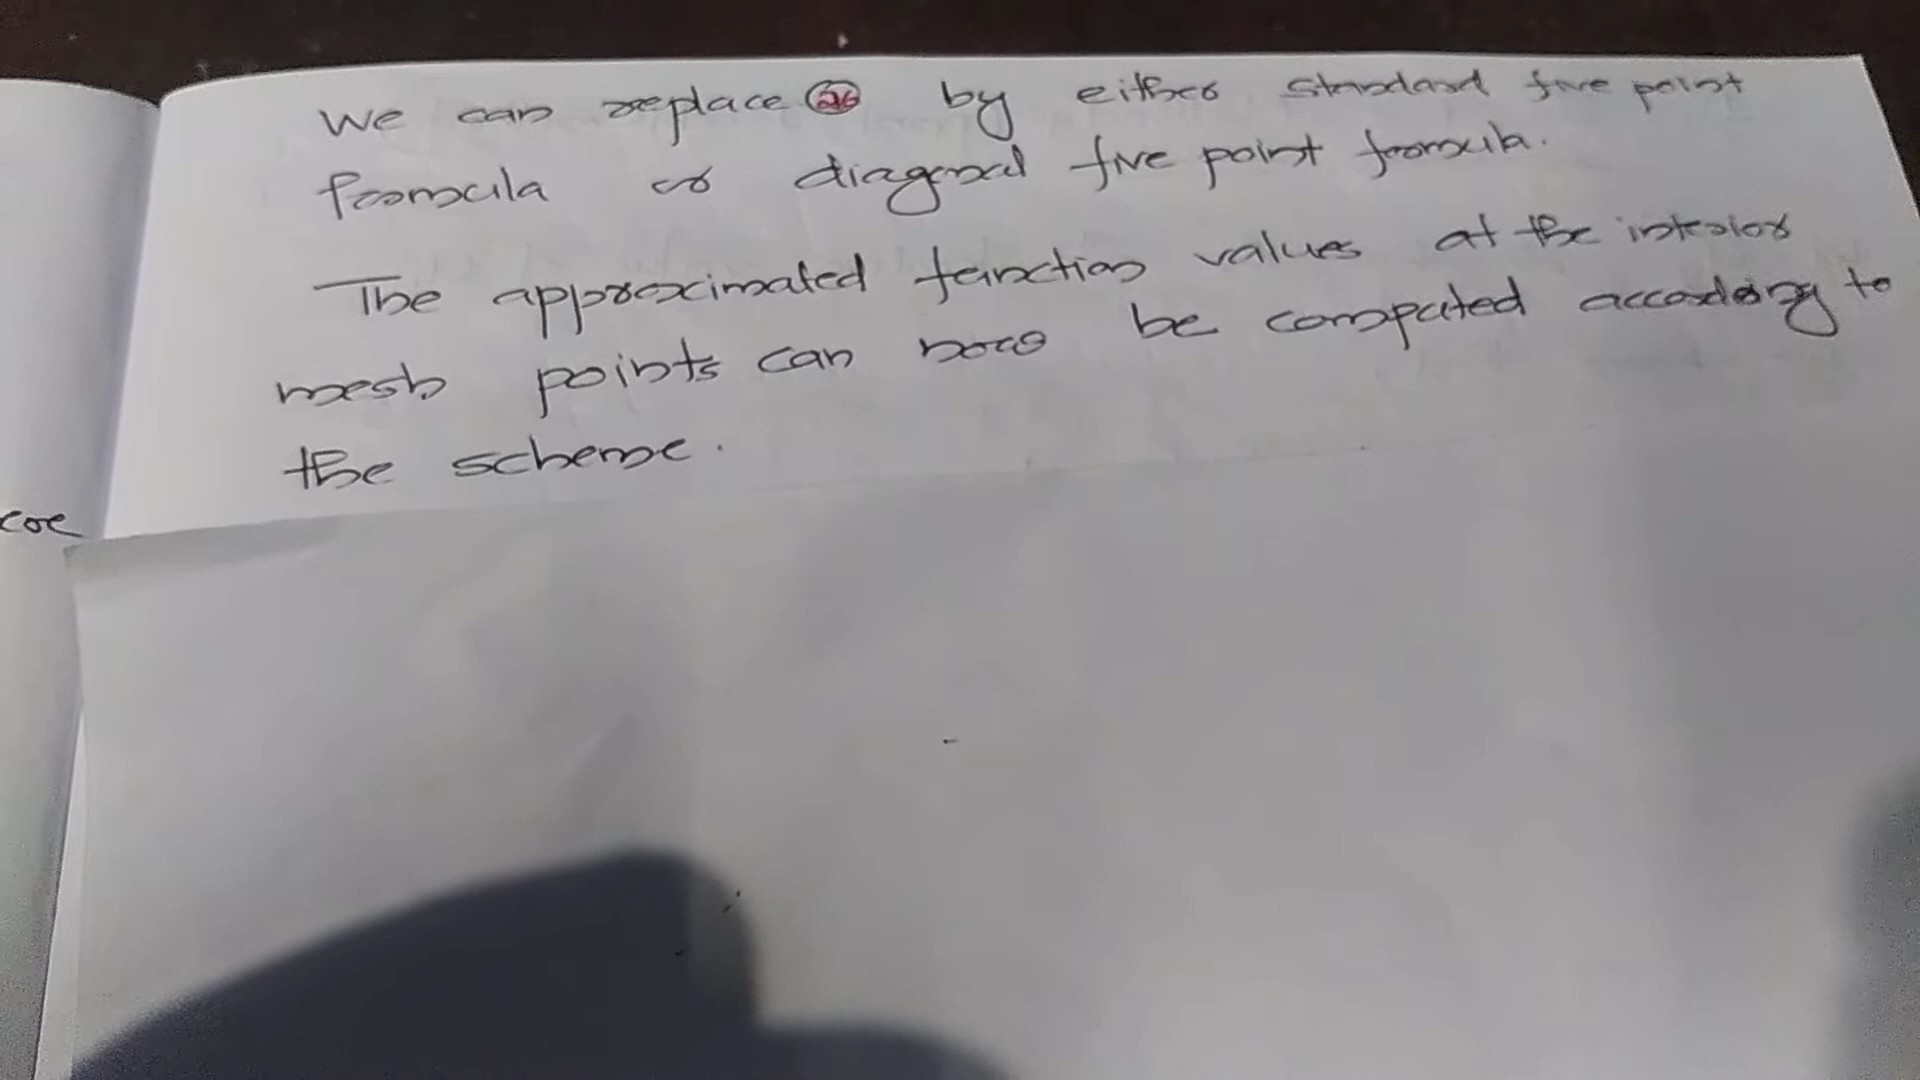 We can replace 26 by either standard five point
formula or diagonal five point formula.
The approximated function values at the interior
mesh points can now be computed according to
the scheme.